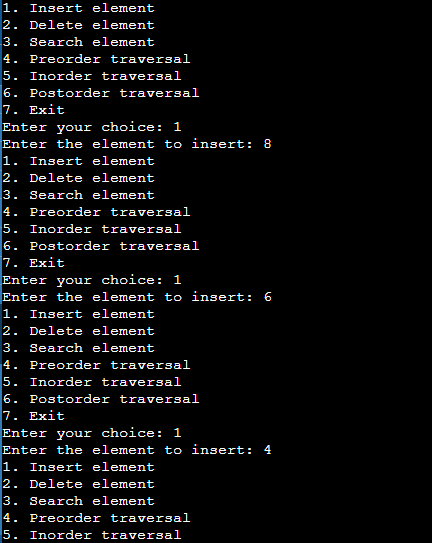 1. Insert element
2. Delete element
3. Search element
4. Preorder traversal
5. Inorder traversal
6. Postorder traversal
7. Exit
Enter your choice: 1
Enter the element to insert: 8
1. Insert element
2. Delete element
3. Search element
4. Preorder traversal
5. Inorder traversal
6. Postorder traversal
7. Exit
Enter your choice: 1
Enter the element to insert: 6
1. Insert element
2. Delete element
3. Search element
4. Preorder traversal
5. Inorder traversal
6. Postorder traversal
7. Exit
Enter your choice: 1
Enter the element to insert: 4
1. Insert element
2. Delete element
3. Search element
4. Preorder traversal
5. Inorder traversal